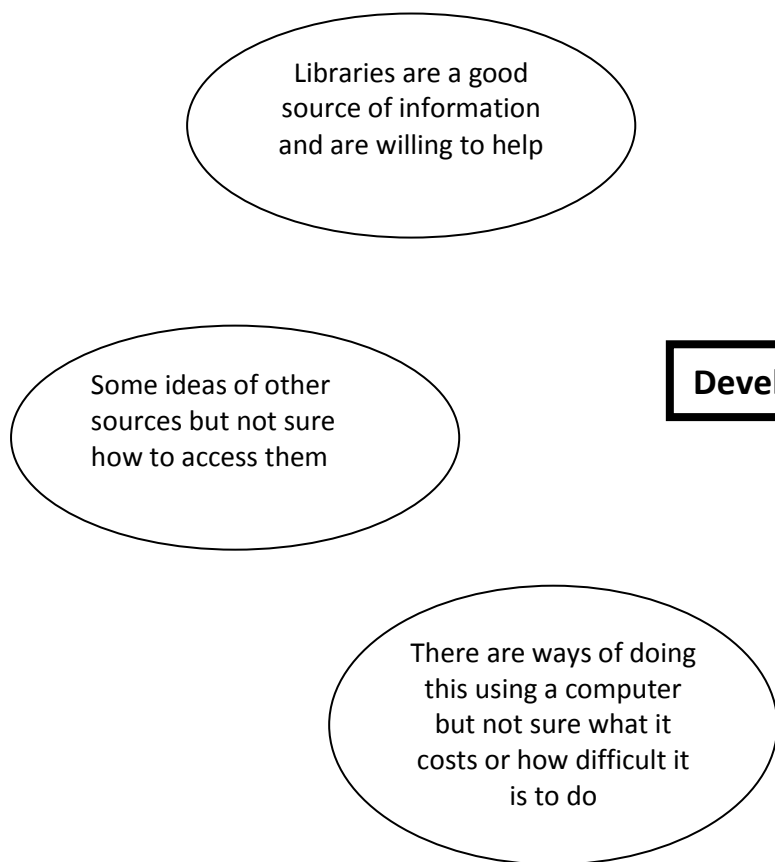 Libraries are a good
source of information
and are willing to help
Some ideas of other
sources but not sure
how to access them
Devel
There are ways of doing
this using a computer
but not sure what it
costs or how difficult it
is to do